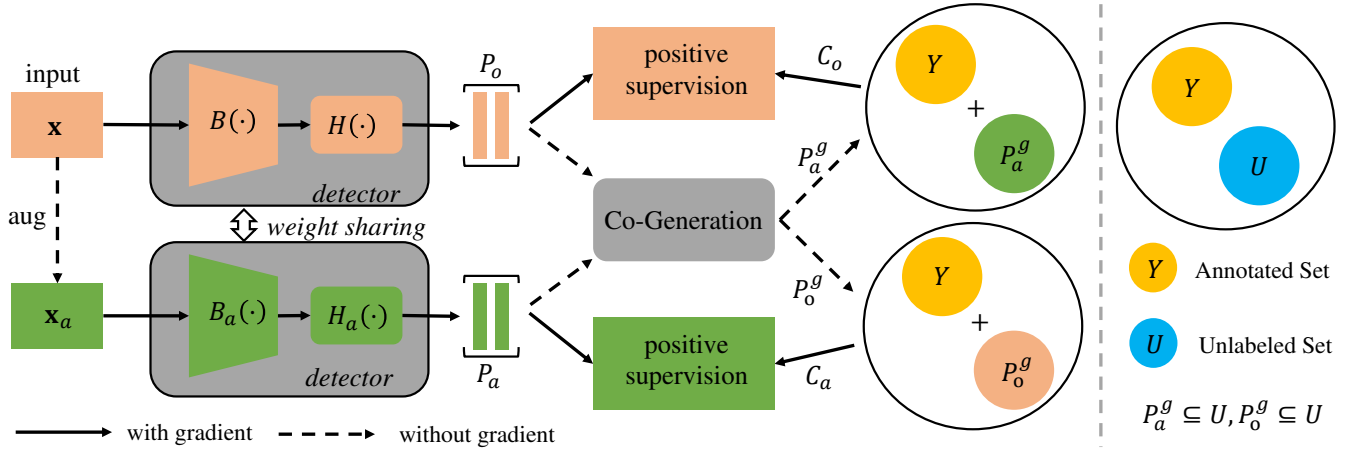 input
x
aug
x_a
B(·)
H(·)
detector
weight sharing
B_a(·)
H_a(·)
detector
P_o
P_a
positive
supervision
Co-Generation
positive
supervision
C_o
P_a^g
P_o^g
C_a
Y
+
P_a^g
Y
+
P_o^g
Y
U
Y Annotated Set
U Unlabeled Set
P_a^g ⊆ U, P_o^g ⊆ U
with gradient
without gradient